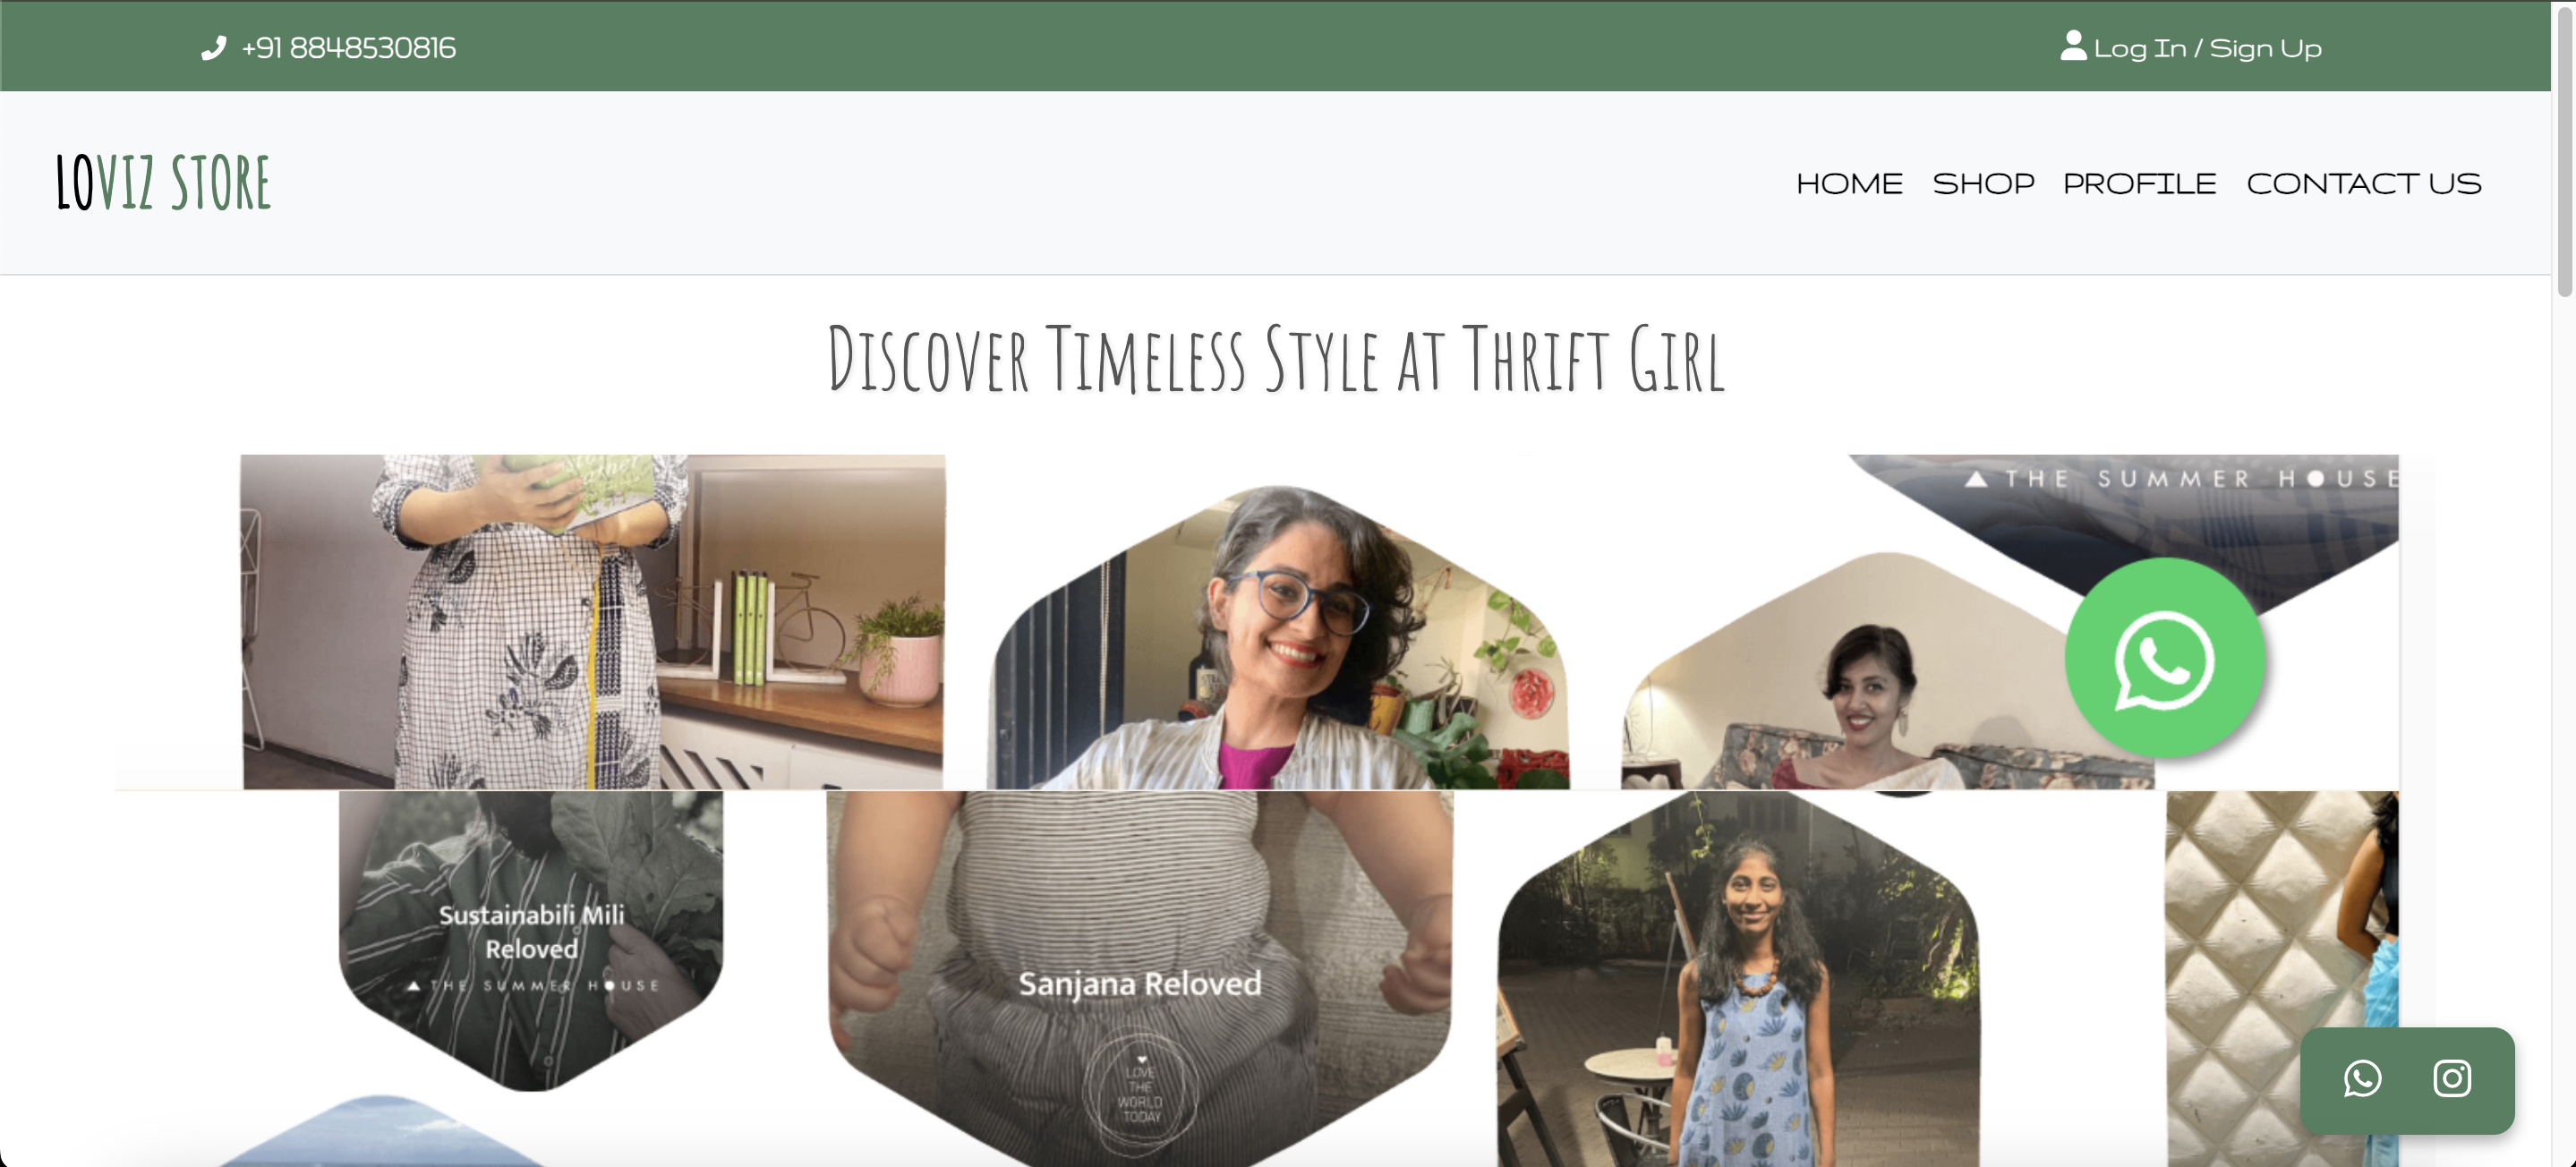 +91 8848530816
Log In / Sign Up
LOVIZ STORE
HOME SHOP PROFILE CONTACT US
Discover Timeless Style at Thrift Girl
THE SUMMER HOUSE
Sustainabili Mili
Reloved
THE SUMMER HOUSE
Sanjana Reloved
LOVE
THE
WORLD
TODAY